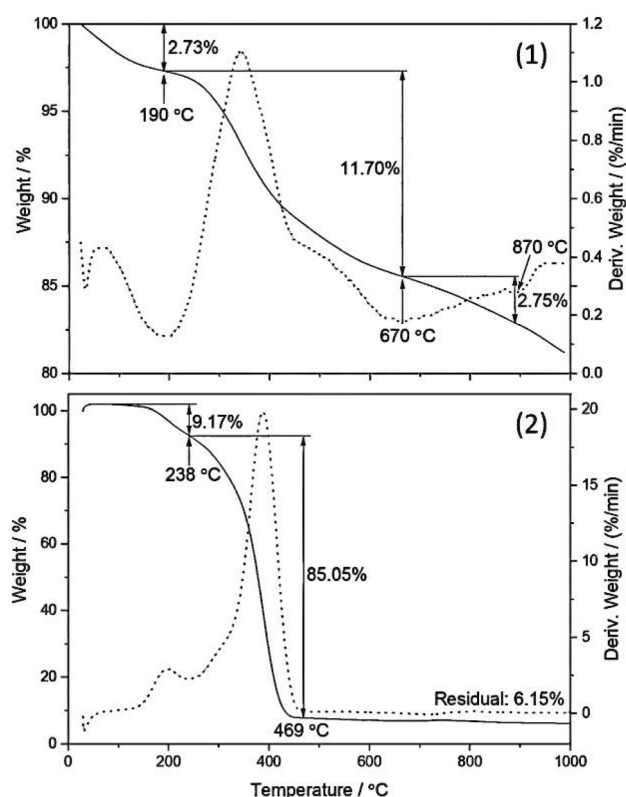 (1)
Weight / %
100
95
90
85
80
2.73%
190 °C
11.70%
670 °C
870 °C
2.75%
1.2
1.0
0.8
0.6
0.4
0.2
0.0
Deriv. Weight / (%/min)
(2)
Weight / %
100
80
60
40
20
0
9.17%
238 °C
85.05%
469 °C
Residual: 6.15%
20
15
10
5
0
Deriv. Weight / (%/min)
0 200 400 600 800 1000
Temperature / °C